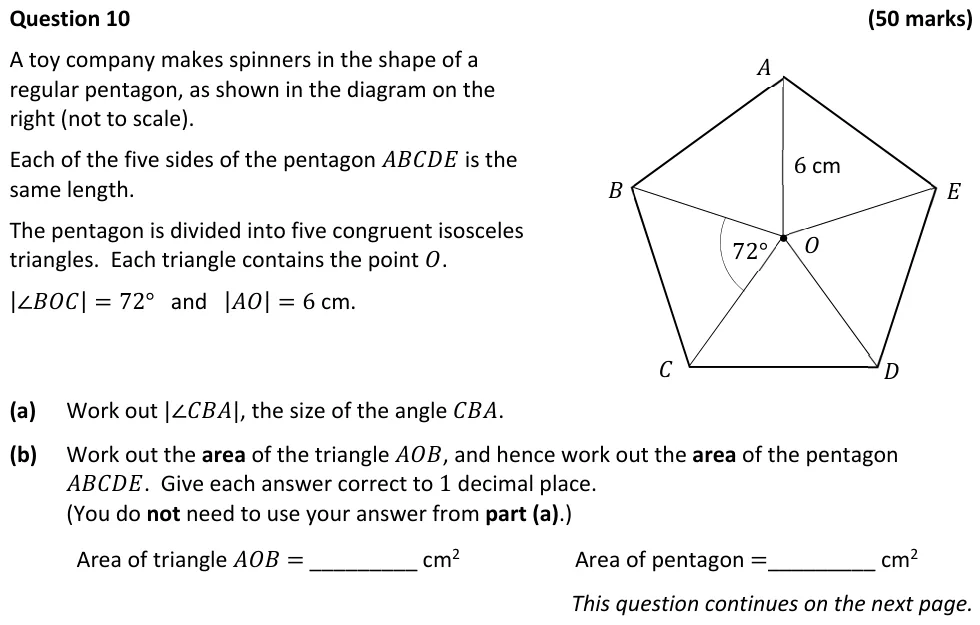 Question 10 (50 marks)
A toy company makes spinners in the shape of a
regular pentagon, as shown in the diagram on the
right (not to scale).
Each of the five sides of the pentagon ABCDE is the
same length.
The pentagon is divided into five congruent isosceles
triangles. Each triangle contains the point O.
|∠BOC| = 72° and |AO| = 6 cm.
A
6 cm
B
E
72°
O
C
D
(a) Work out |∠CBA|, the size of the angle CBA.
(b) Work out the area of the triangle AOB, and hence work out the area of the pentagon
ABCDE. Give each answer correct to 1 decimal place.
(You do not need to use your answer from part (a).)
Area of triangle AOB = _________ cm² Area of pentagon =_________ cm²
This question continues on the next page.